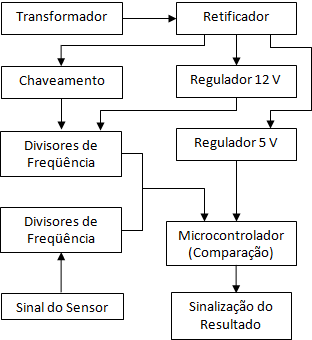 Transformador
Retificador
Chaveamento
Regulador 12 V
Divisores de
Freqüência
Regulador 5 V
Divisores de
Freqüência
Microcontrolador
(Comparação)
Sinal do Sensor
Sinalização do
Resultado